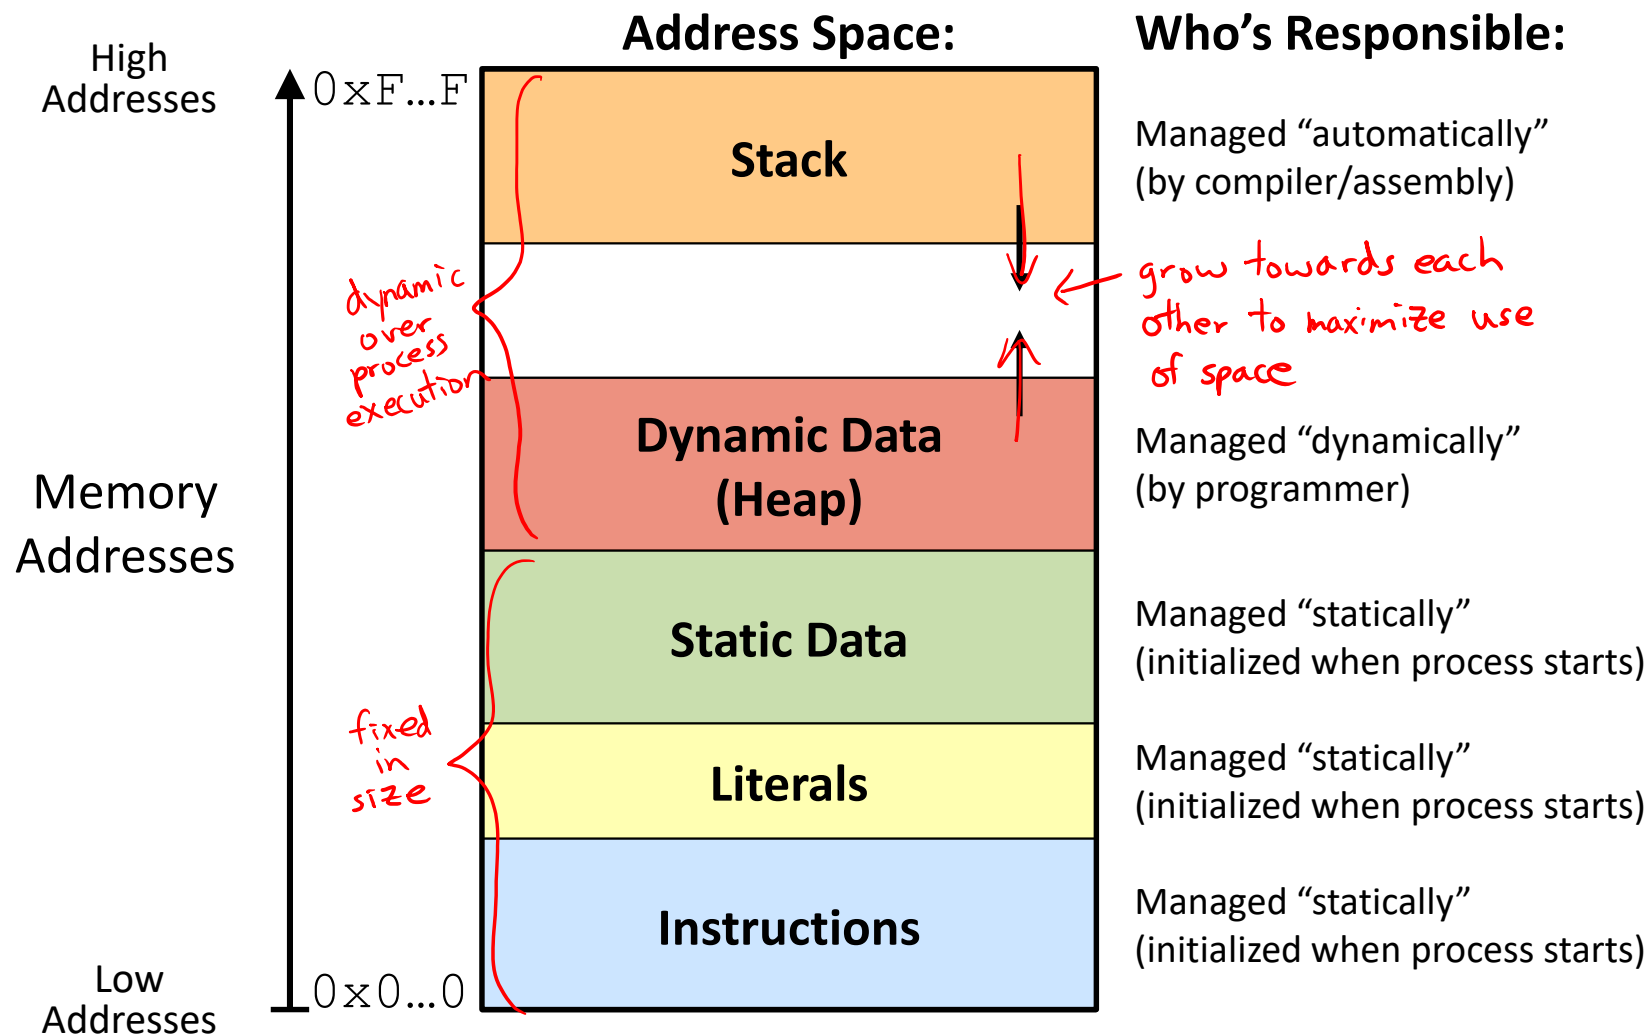 Address Space:
Who's Responsible:
High
Addresses
0xF…F
Stack
Managed “automatically”
(by compiler/assembly)
dynamic
over
process
execution
grow towards each
other to maximize use
of space
Dynamic Data
(Heap)
Managed “dynamically”
(by programmer)
Memory
Addresses
Static Data
Managed “statically”
(initialized when process starts)
fixed
in
size
Literals
Managed “statically”
(initialized when process starts)
Instructions
Managed “statically”
(initialized when process starts)
Low
Addresses
0x0…0